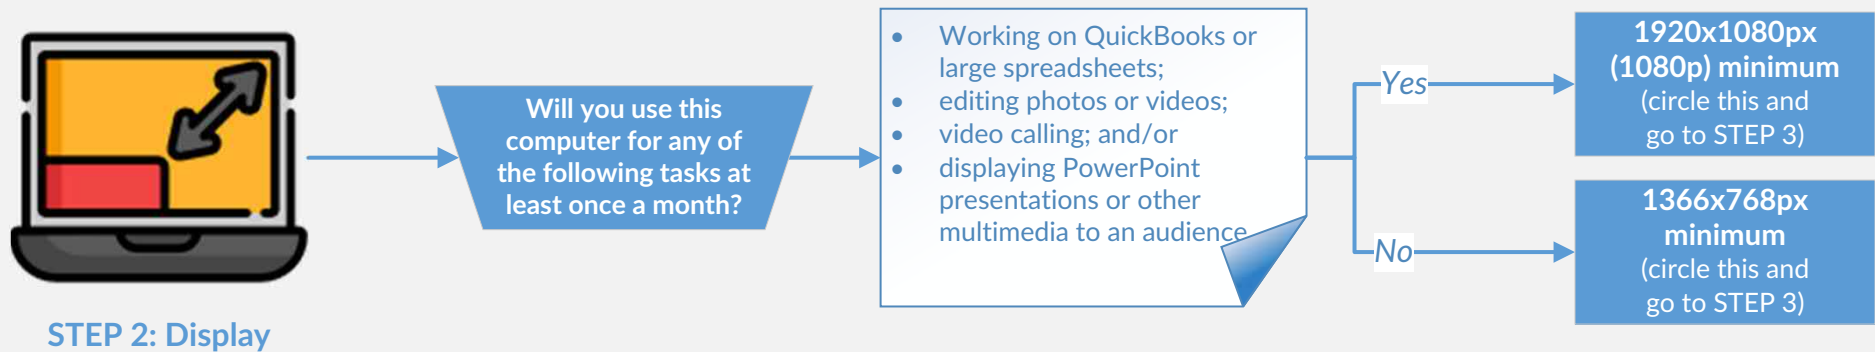 STEP 2: Display
Will you use this
computer for any of
the following tasks at
least once a month?
• Working on QuickBooks or
large spreadsheets;
• editing photos or videos;
• video calling; and/or
• displaying PowerPoint
presentations or other
multimedia to an audience
Yes
1920x1080px
(1080p) minimum
(circle this and
go to STEP 3)
No
1366x768px
minimum
(circle this and
go to STEP 3)